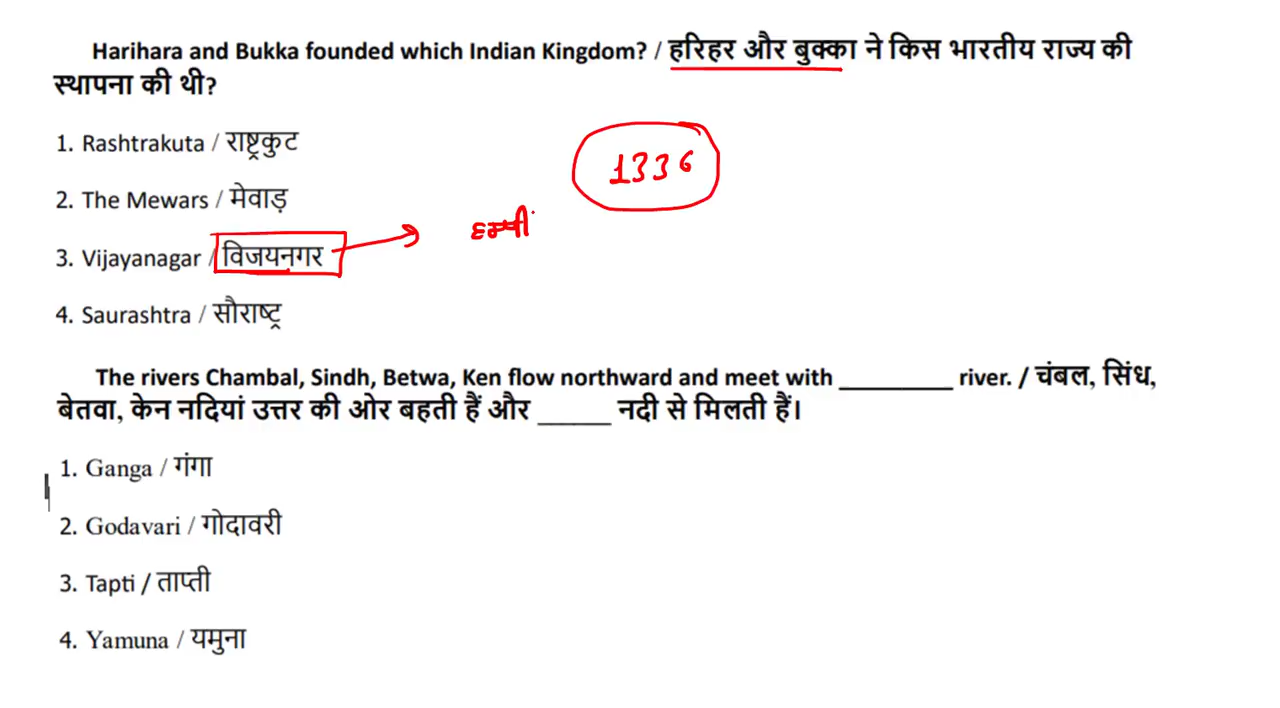 Harihara and Bukka founded which Indian Kingdom? / हरिहर और बुक्का ने किस भारतीय राज्य की
स्थापना की थी?
1. Rashtrakuta / राष्ट्रकुट
1336
2. The Mewars / मेवाड़
हम्पी
3. Vijayanagar / विजयनगर
4. Saurashtra / सौराष्ट्र
The rivers Chambal, Sindh, Betwa, Ken flow northward and meet with _________ river. / चंबल, सिंध,
बेतवा, केन नदियां उत्तर की ओर बहती हैं और ______ नदी से मिलती हैं।
1. Ganga / गंगा
2. Godavari / गोदावरी
3. Tapti / ताप्ती
4. Yamuna / यमुना